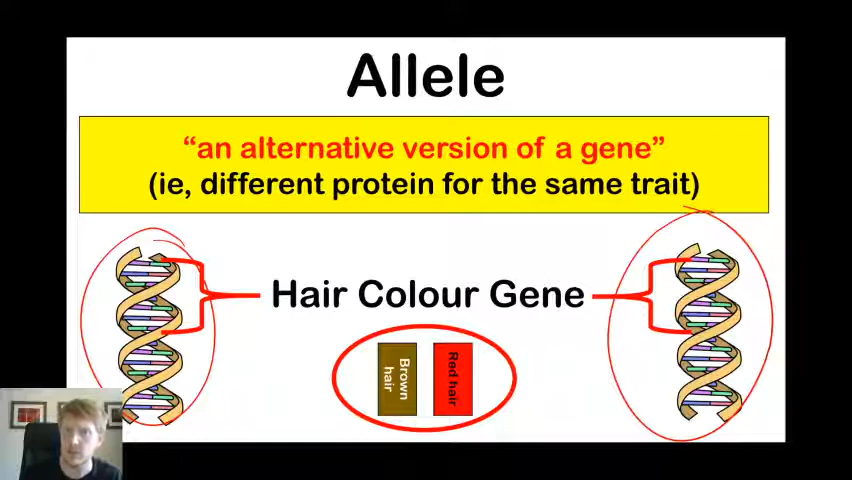 Allele
“an alternative version of a gene”
(ie, different protein for the same trait)
Hair Colour Gene
Brown
hair
Red hair